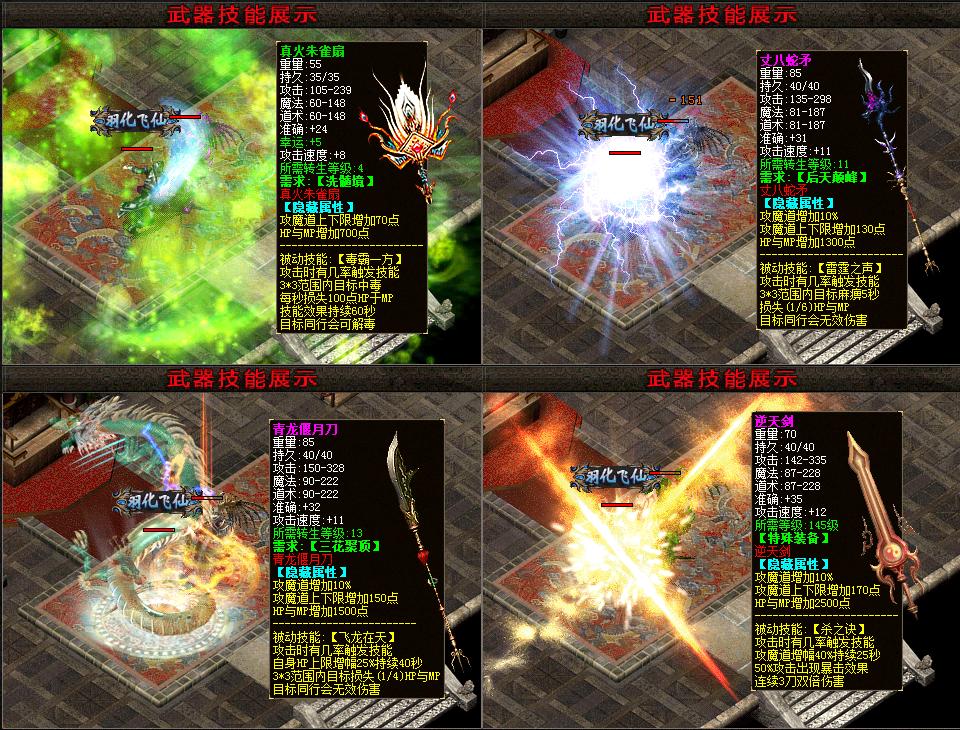 武器技能展示
羽化飞仙
真火朱雀扇
重量:55
持久:35/35
攻击:105-239
魔法:60-148
道术:60-148
准确:+24
幸运:+5
攻击速度:+8
所需转生等级:4
需求:【洗髓境】
真火朱雀扇
【隐藏属性】
攻魔道上下限增加70点
HP与MP增加700点
被动技能:【毒霸一方】
攻击时有几率触发技能
3*3范围内目标中毒
每秒损失100点HP于MP
技能效果持续60秒
目标同行会可解毒
武器技能展示
羽化飞仙
-151
丈八蛇矛
重量:85
持久:40/40
攻击:135-298
魔法:81-187
道术:81-187
准确:+31
攻击速度:+11
所需转生等级:11
需求:【后天巅峰】
丈八蛇矛
【隐藏属性】
攻魔道增加10%
攻魔道上下限增加130点
HP与MP增加1300点
被动技能:【雷霆之声】
攻击时有几率触发技能
3*3范围内目标麻痹5秒
损失(1/6)HP与MP
目标同行会无效伤害
武器技能展示
羽化飞仙
青龙偃月刀
重量:85
持久:40/40
攻击:150-328
魔法:90-222
道术:90-222
准确:+32
攻击速度:+11
所需转生等级:13
需求:【三花聚顶】
青龙偃月刀
【隐藏属性】
攻魔道增加10%
攻魔道上下限增加150点
HP与MP增加1500点
被动技能:【飞龙在天】
攻击时有几率触发技能
自身HP上限增幅25%持续40秒
3*3范围内目标损失(1/4)HP与MP
目标同行会无效伤害
武器技能展示
羽化飞仙
逆天剑
重量:70
持久:40/40
攻击:142-335
魔法:87-228
道术:87-228
准确:+35
攻击速度:+12
所需等级:145级
【特殊装备】
逆天剑
【隐藏属性】
攻魔道增加10%
攻魔道上下限增加170点
HP与MP增加2500点
被动技能:【杀之诀】
攻击时有几率触发技能
攻魔道增幅40%持续25秒
50%攻击出现暴击效果
连续3刀双倍伤害